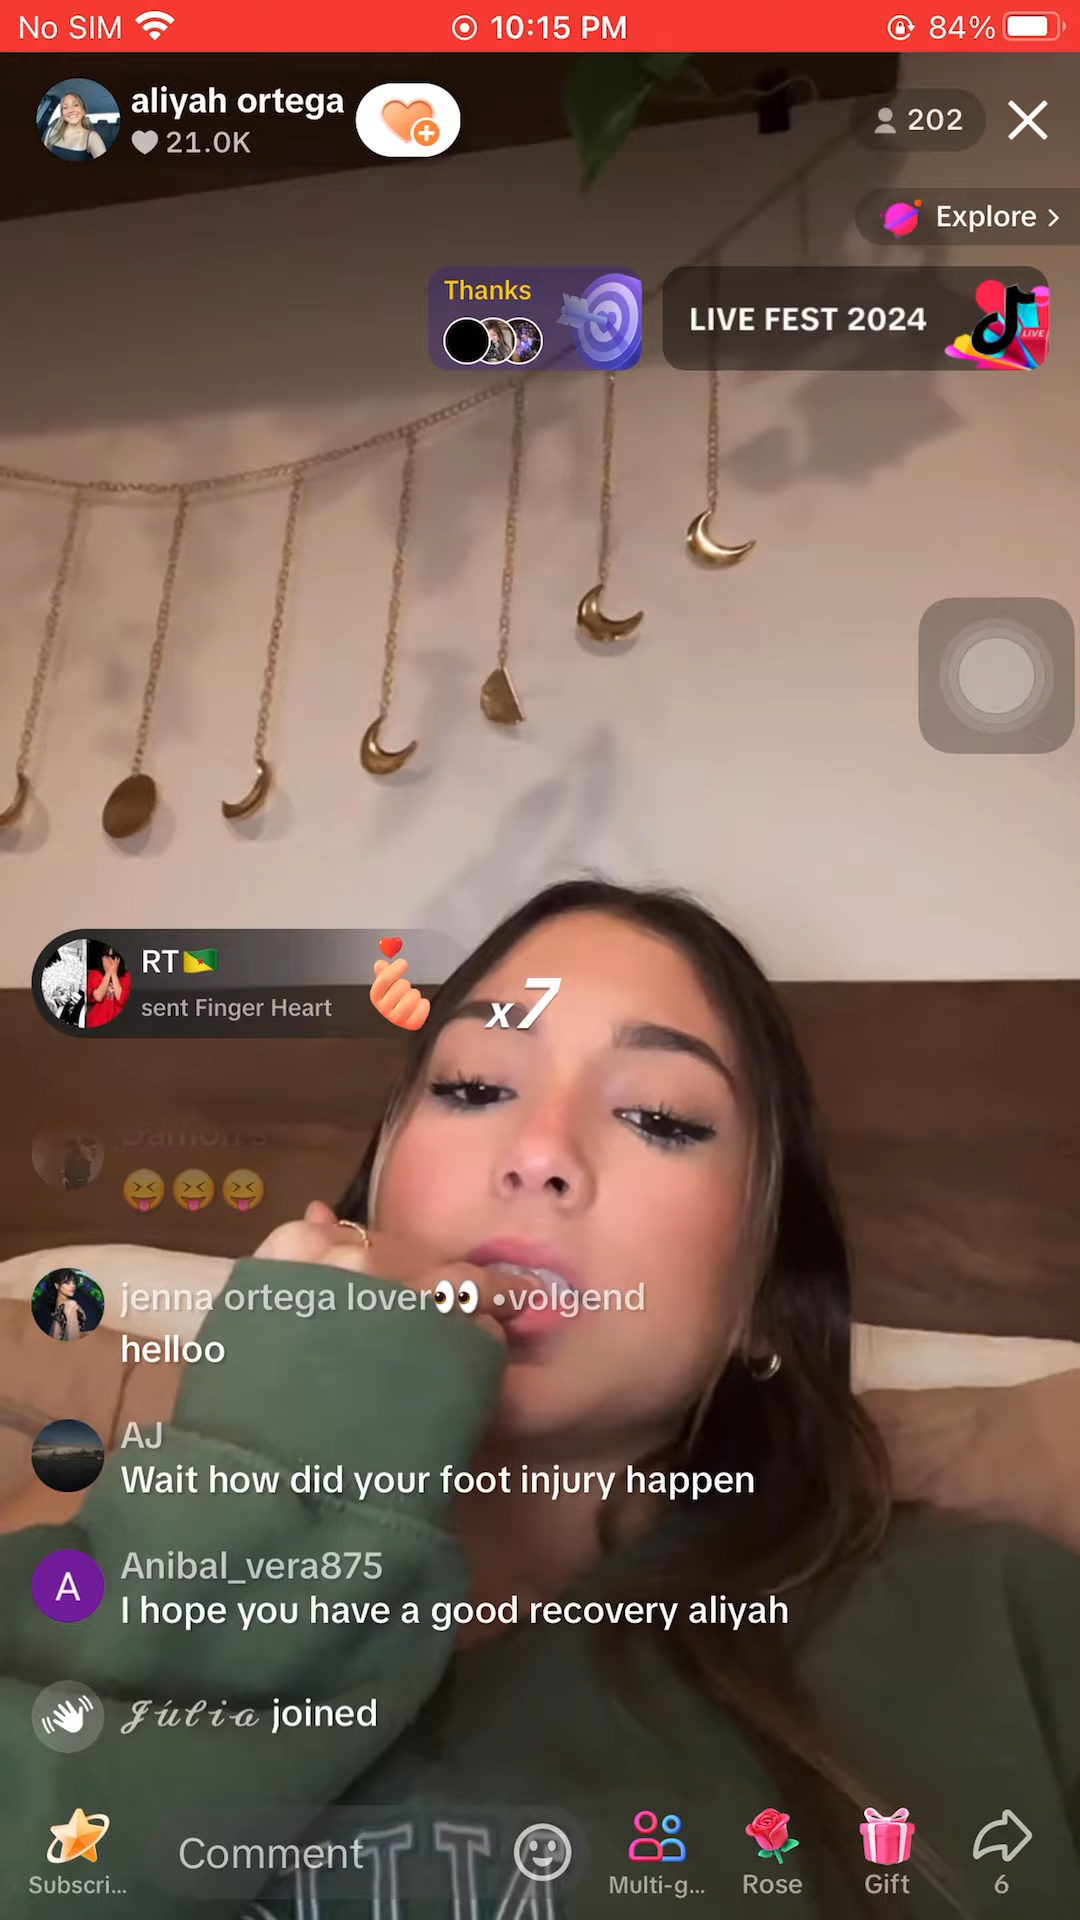 No SIM 10:15 PM 84%
aliyah ortega
21.0K
202
Explore >
Thanks
LIVE FEST 2024
LIVE
RT
sent Finger Heart
x7
Damon's
😝😝😝
jenna ortega lover👀 •volgend
helloo
AJ
Wait how did your foot injury happen
A
Anibal_vera875
I hope you have a good recovery aliyah
𝒥ú𝓁𝒾𝒶 joined
Subscri...
Comment
Multi-g...
Rose
Gift
6